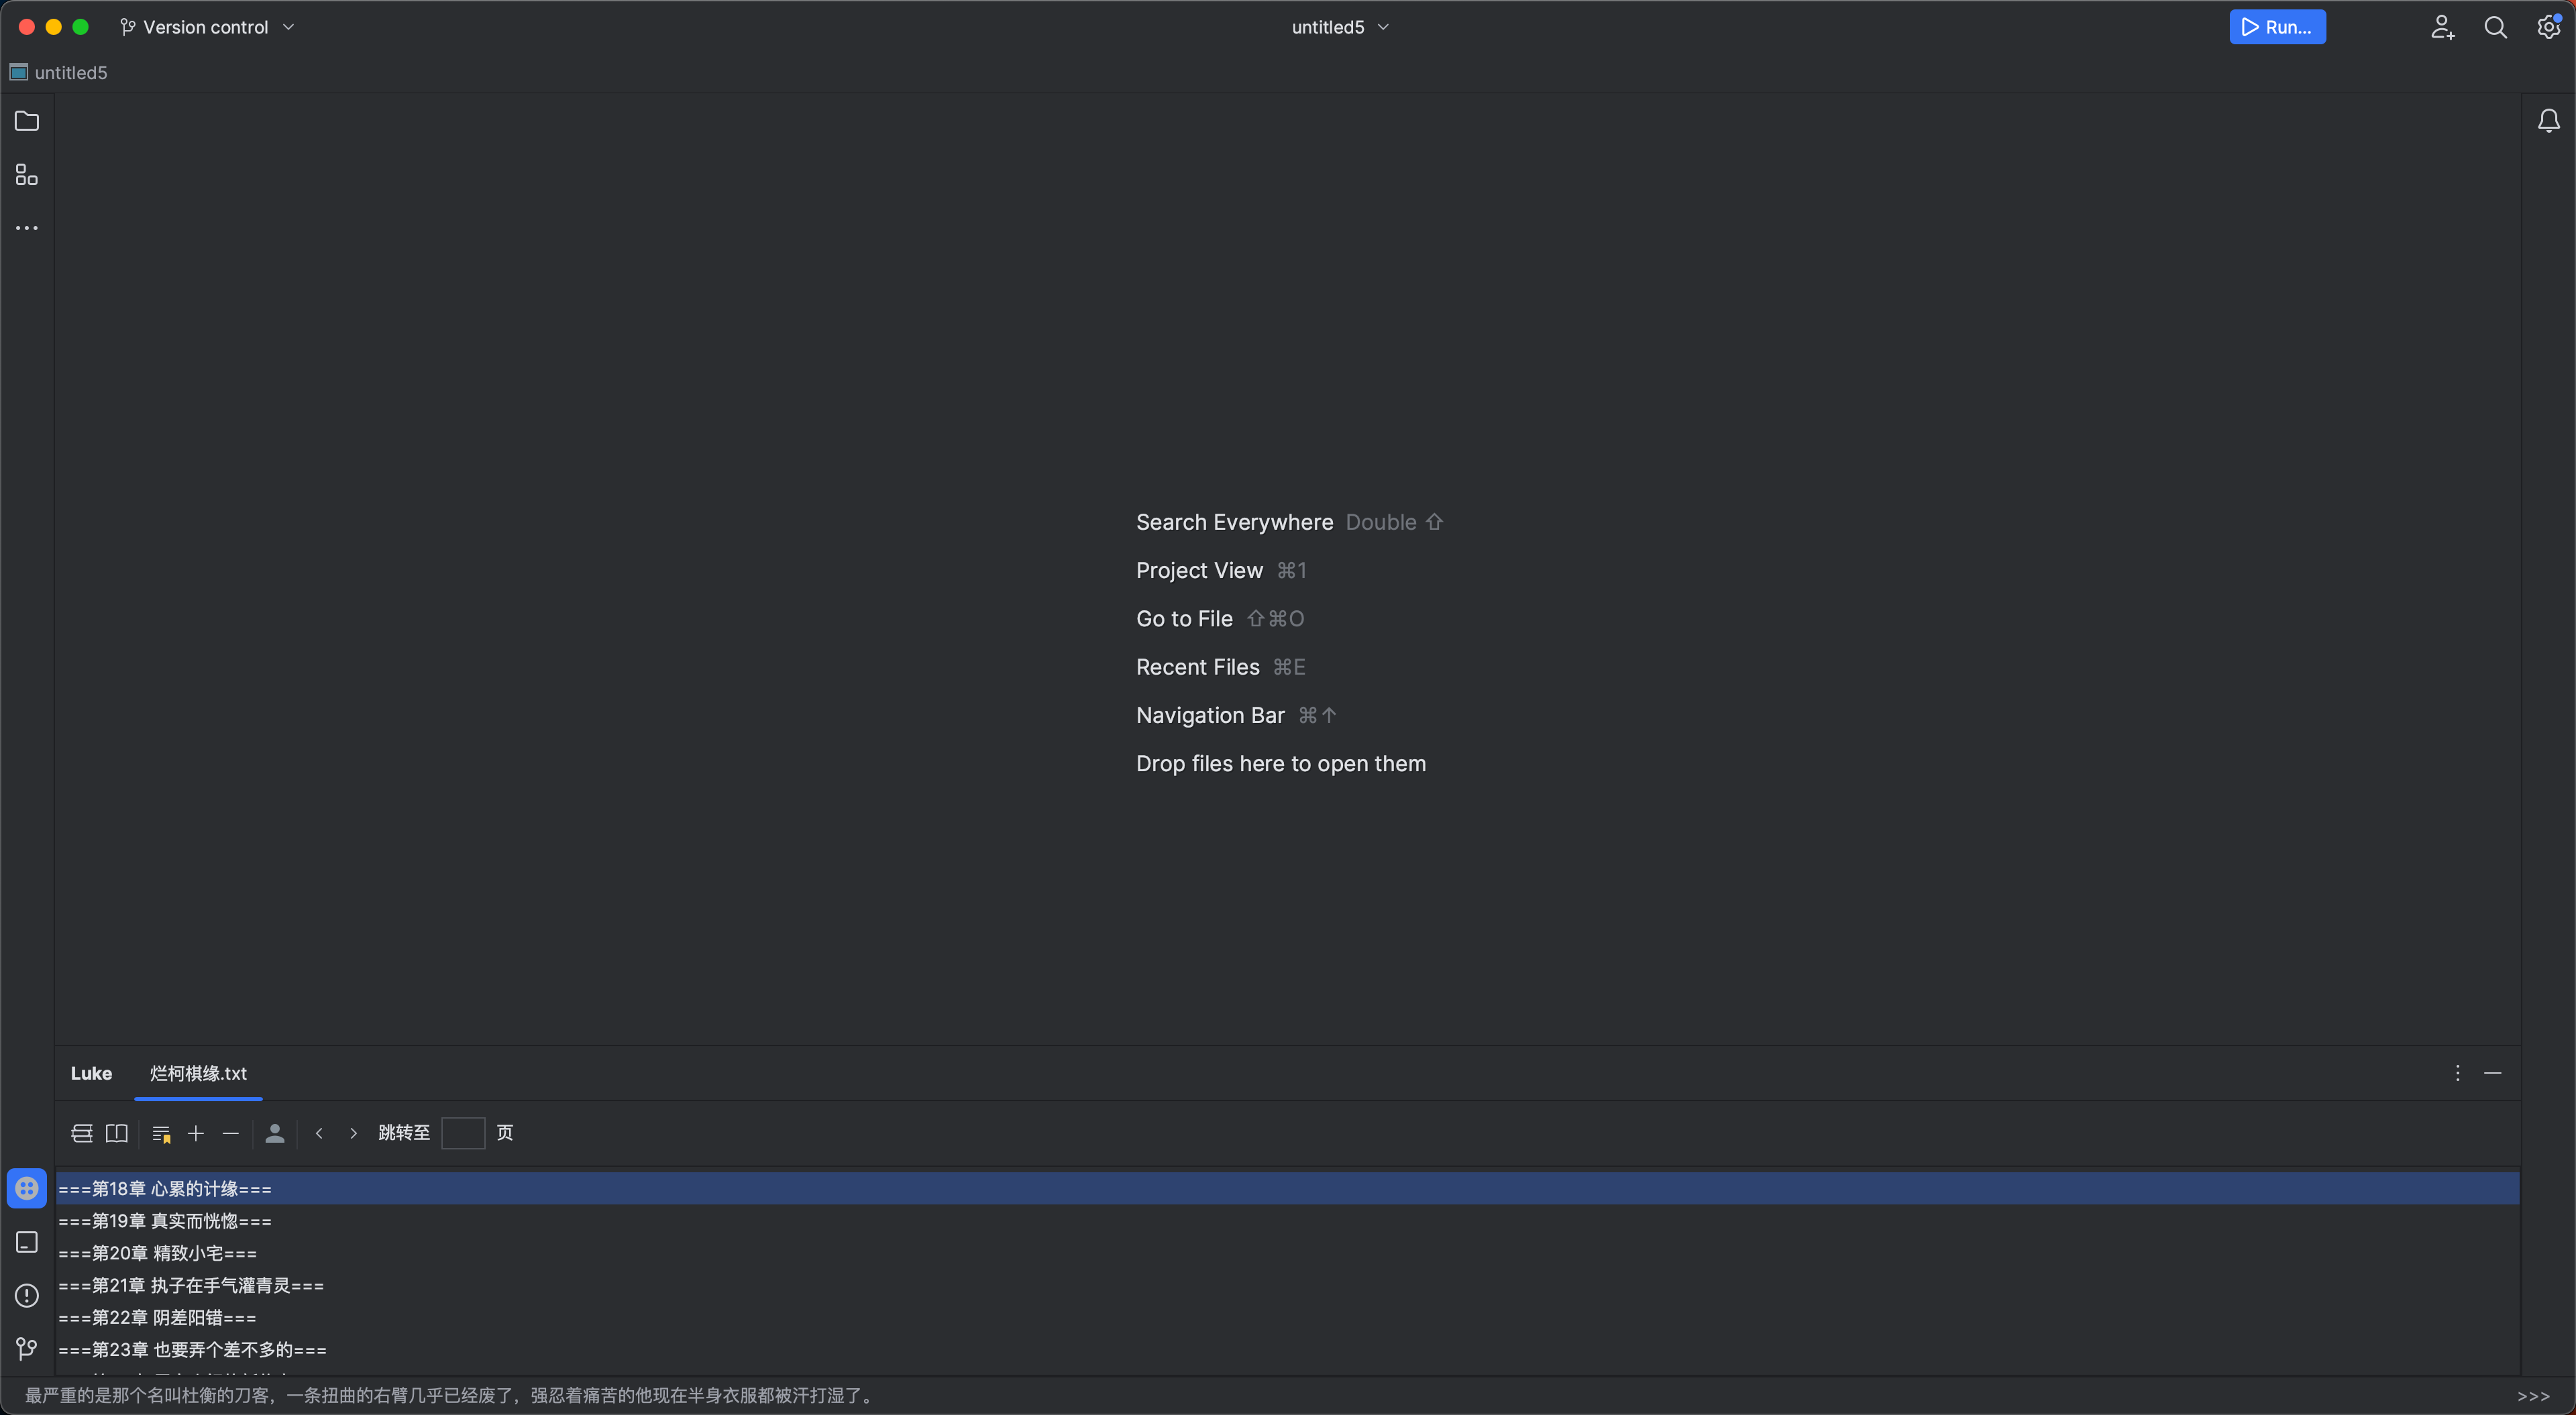 Version control
untitled5
Run...
untitled5
Search Everywhere Double ⇧
Project View ⌘1
Go to File ⇧⌘O
Recent Files ⌘E
Navigation Bar ⌘↑
Drop files here to open them
Luke 烂柯棋缘.txt
跳转至 页
===第18章 心累的计缘===
===第19章 真实而恍惚===
===第20章 精致小宅===
===第21章 执子在手气灌青灵===
===第22章 阴差阳错===
===第23章 也要弄个差不多的===
最严重的是那个名叫杜衡的刀客，一条扭曲的右臂几乎已经废了，强忍着痛苦的他现在半身衣服都被汗打湿了。 >>>